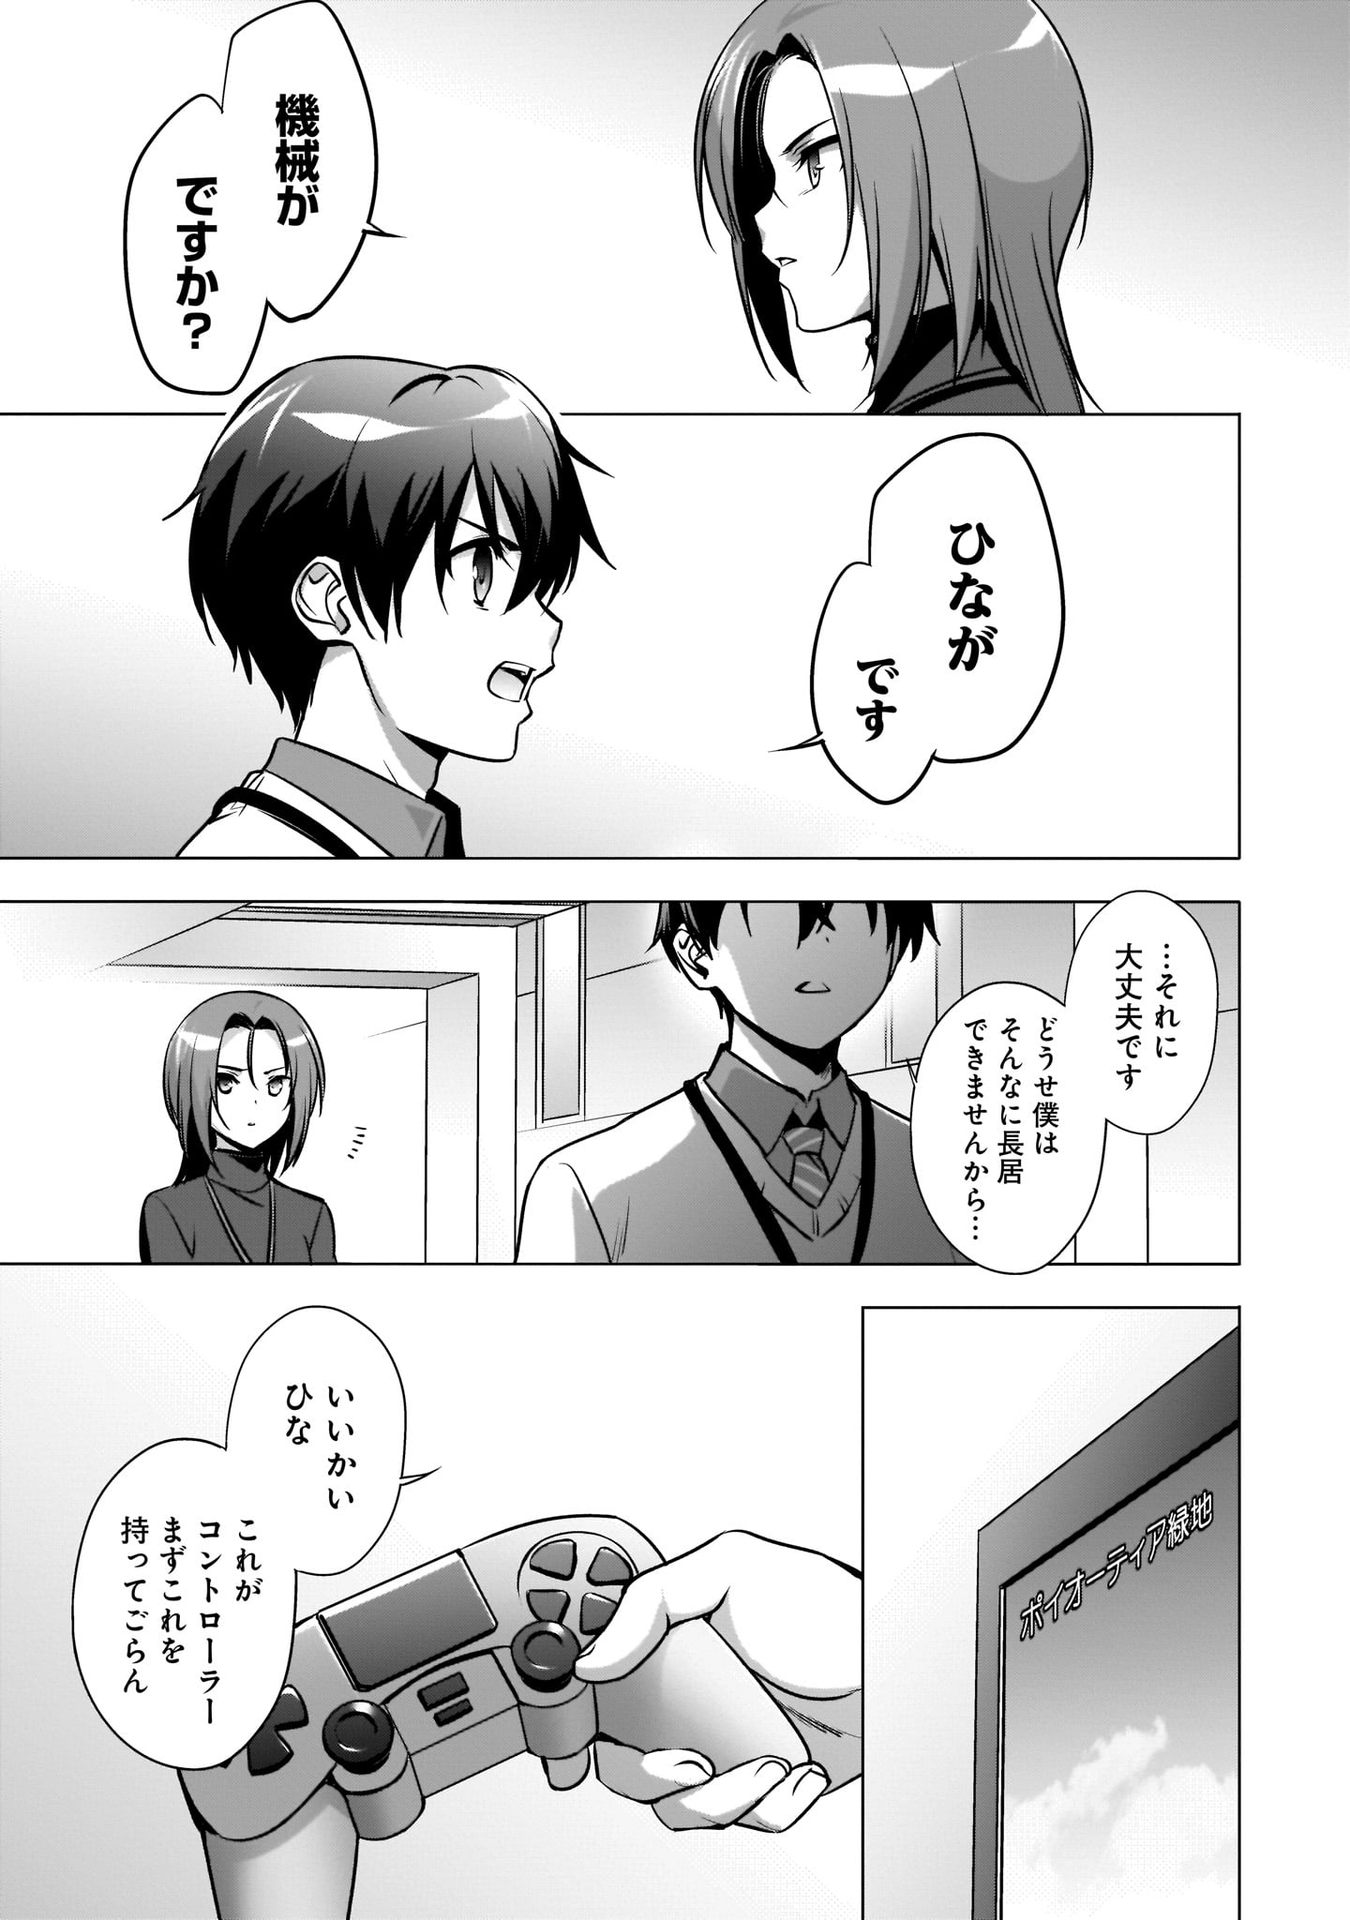 機械が
ですか?
ひなが
です
…それに
大丈夫です
どうせ僕は
そんなに長居
できませんから…
ポイオーティア緑地
いいかい
ひな
これが
コントローラー
まずこれを
持ってごらん